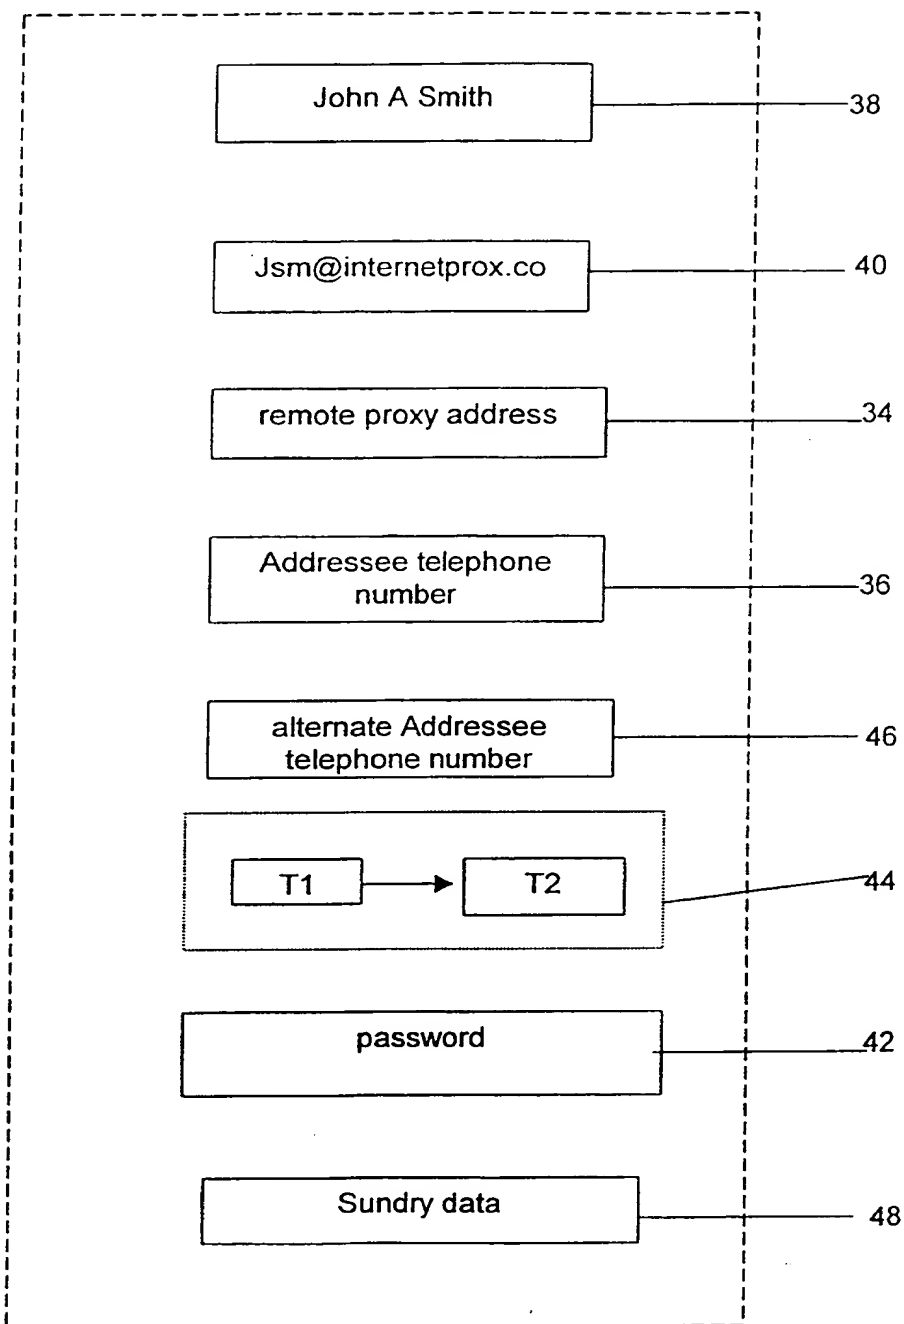 John A Smith
38
Jsm@internetprox.co
40
remote proxy address
34
Addressee telephone
number
36
alternate Addressee
telephone number
46
T1
T2
44
password
42
Sundry data
48